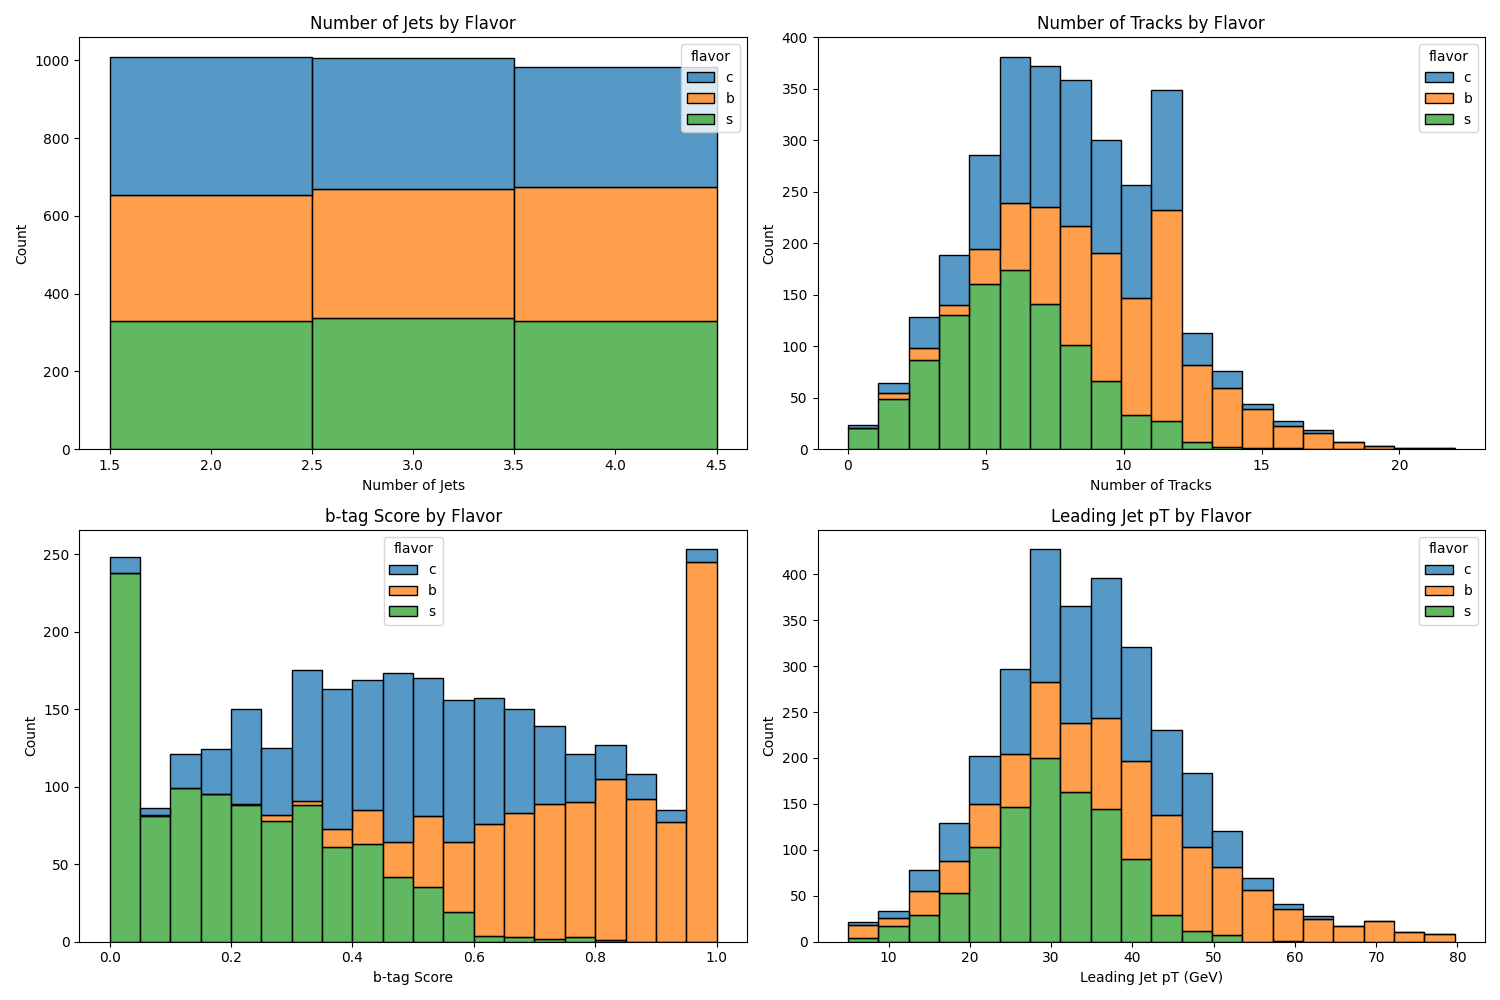 Number of Jets by Flavor
flavor
c
b
s
Count
1000
800
600
400
200
0
1.5 2.0 2.5 3.0 3.5 4.0 4.5
Number of Jets
Number of Tracks by Flavor
flavor
c
b
s
Count
400
350
300
250
200
150
100
50
0
0 5 10 15 20
Number of Tracks
b-tag Score by Flavor
flavor
c
b
s
Count
250
200
150
100
50
0
0.0 0.2 0.4 0.6 0.8 1.0
b-tag Score
Leading Jet pT by Flavor
flavor
c
b
s
Count
400
350
300
250
200
150
100
50
0
10 20 30 40 50 60 70 80
Leading Jet pT (GeV)